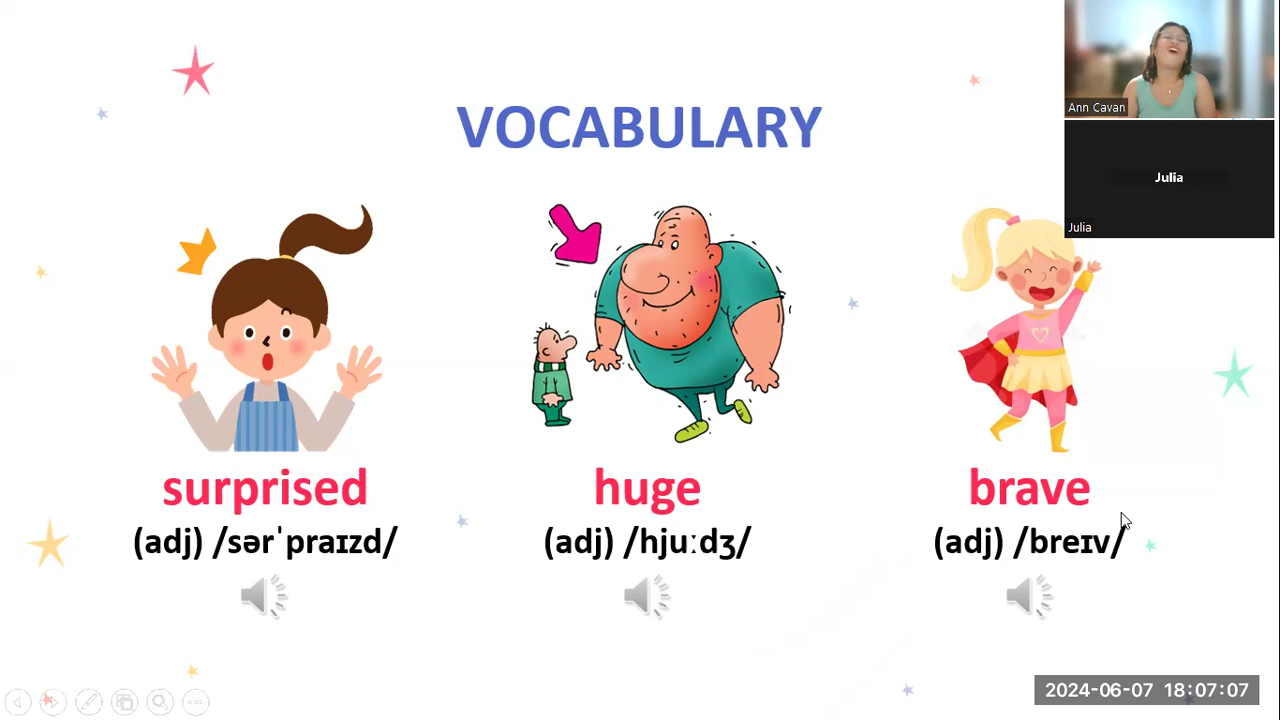 VOCABULARY
Ann Cavan
Julia
Julia
surprised
(adj) /sərˈpraɪzd/
huge
(adj) /hjuːdʒ/
brave
(adj) /breɪv/
2024-06-07 18:07:07